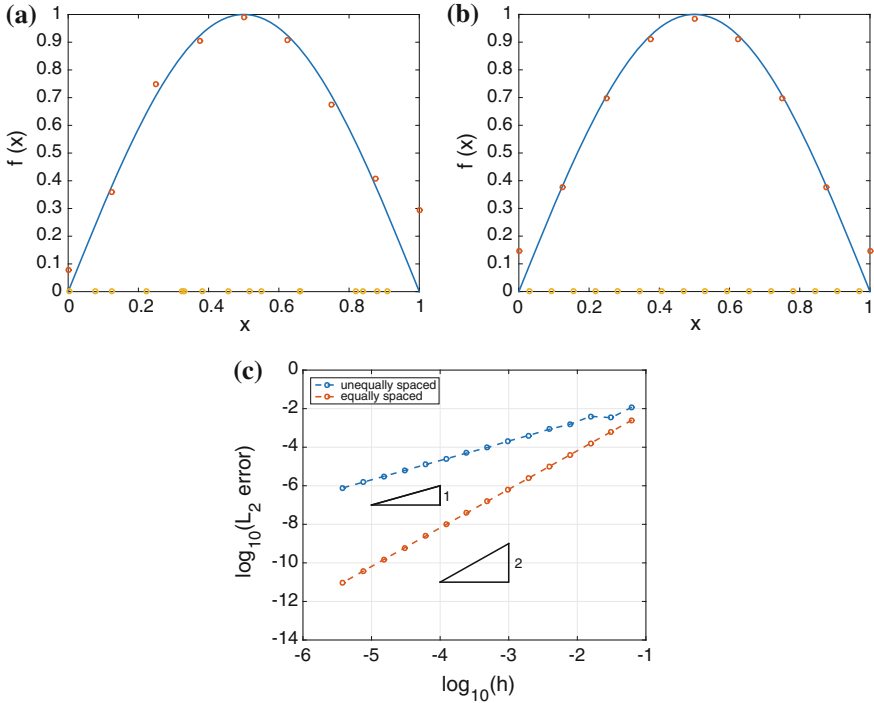 (a)
1
0.9
0.8
0.7
0.6
0.5
0.4
0.3
0.2
0.1
0
f (x)
0 0.2 0.4 0.6 0.8 1
x
(b)
1
0.9
0.8
0.7
0.6
0.5
0.4
0.3
0.2
0.1
0
f (x)
0 0.2 0.4 0.6 0.8 1
x
(c)
0
-2
-4
-6
-8
-10
-12
-14
log10(L2 error)
unequally spaced
equally spaced
1
2
-6 -5 -4 -3 -2 -1
log10(h)